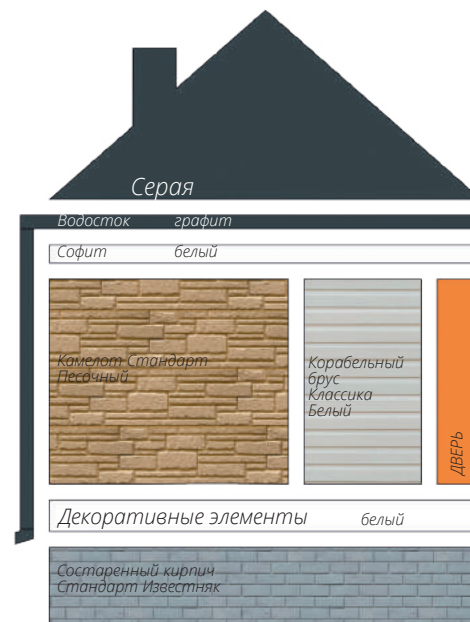 Серая
Водосток графит
Софит белый
Камелот Стандарт
Песочный
Корабельный
брус
Классика
Белый
ДВЕРЬ
Декоративные элементы белый
Состаренный кирпич
Стандарт Известняк